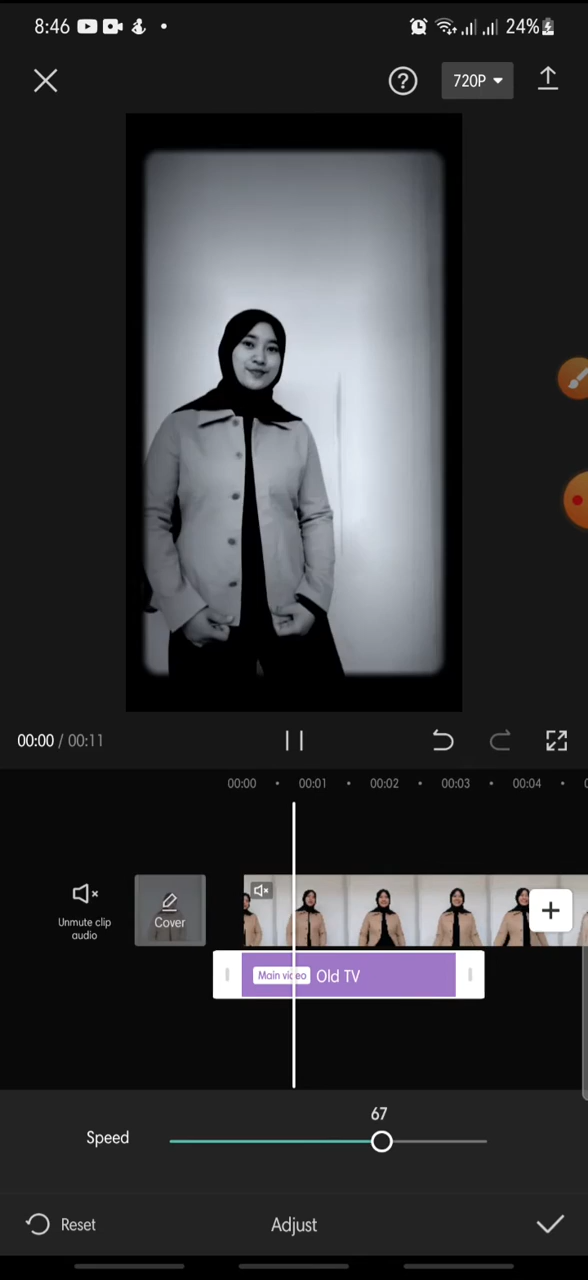 8:46 24%
720P
00:00 / 00:11
00:00 00:01 00:02 00:03 00:04
Unmute clip
audio
Cover
Main video Old TV
67
Speed
Reset Adjust